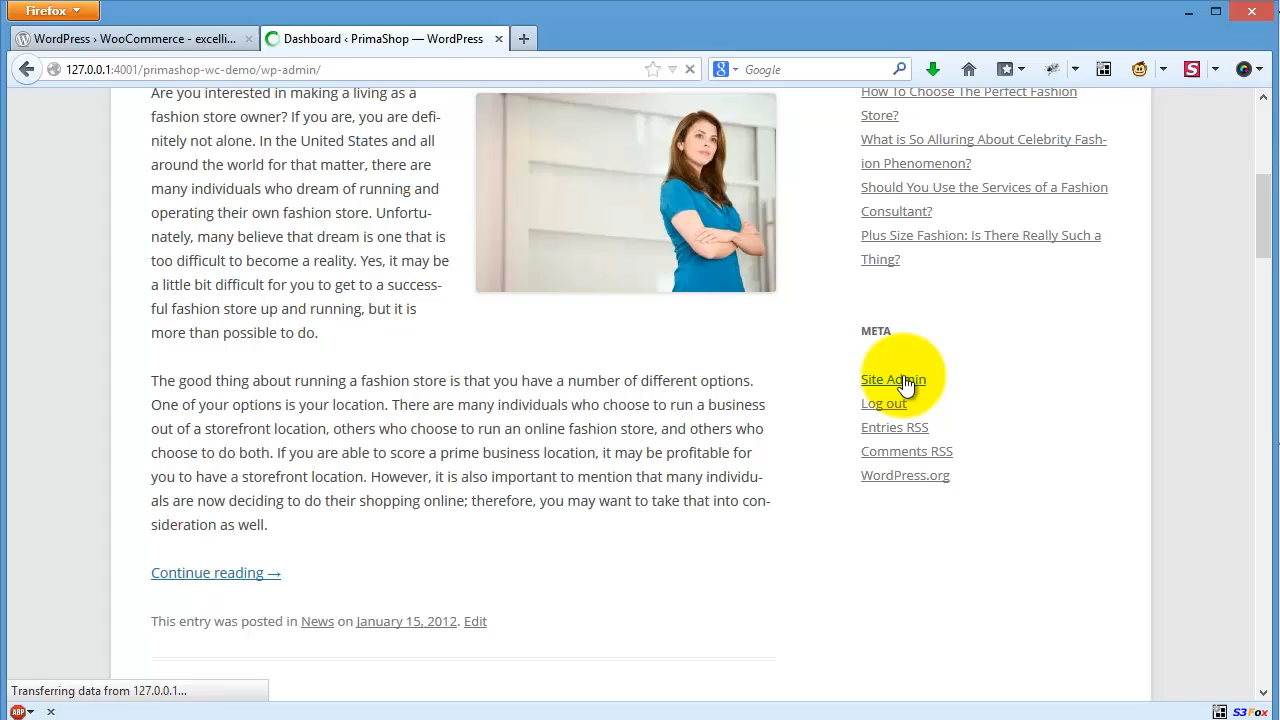 Firefox
WordPress › WooCommerce - excelli...
Dashboard ‹ PrimaShop — WordPress
127.0.0.1:4001/primashop-wc-demo/wp-admin/
Google
Are you interested in making a living as a
fashion store owner? If you are, you are defi-
nitely not alone. In the United States and all
around the world for that matter, there are
many individuals who dream of running and
operating their own fashion store. Unfortu-
nately, many believe that dream is one that is
too difficult to become a reality. Yes, it may be
a little bit difficult for you to get to a success-
ful fashion store up and running, but it is
more than possible to do.
The good thing about running a fashion store is that you have a number of different options.
One of your options is your location. There are many individuals who choose to run a business
out of a storefront location, others who choose to run an online fashion store, and others who
choose to do both. If you are able to score a prime business location, it may be profitable for
you to have a storefront location. However, it is also important to mention that many individu-
als are now deciding to do their shopping online; therefore, you may want to take that into con-
sideration as well.
Continue reading →
This entry was posted in News on January 15, 2012. Edit
How To Choose The Perfect Fashion
Store?
What is So Alluring About Celebrity Fash-
ion Phenomenon?
Should You Use the Services of a Fashion
Consultant?
Plus Size Fashion: Is There Really Such a
Thing?
META
Site Admin
Log out
Entries RSS
Comments RSS
WordPress.org
Transferring data from 127.0.0.1...
ABP
S3Fox